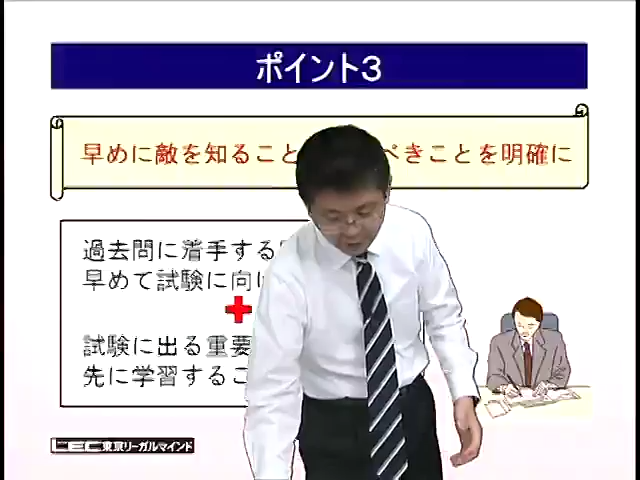 ポイント3
早めに敵を知ること
べきことを明確に
過去問に着手する
早めて試験に向け
試験に出る重要
先に学習するこ
LEC東京リーガルマインド